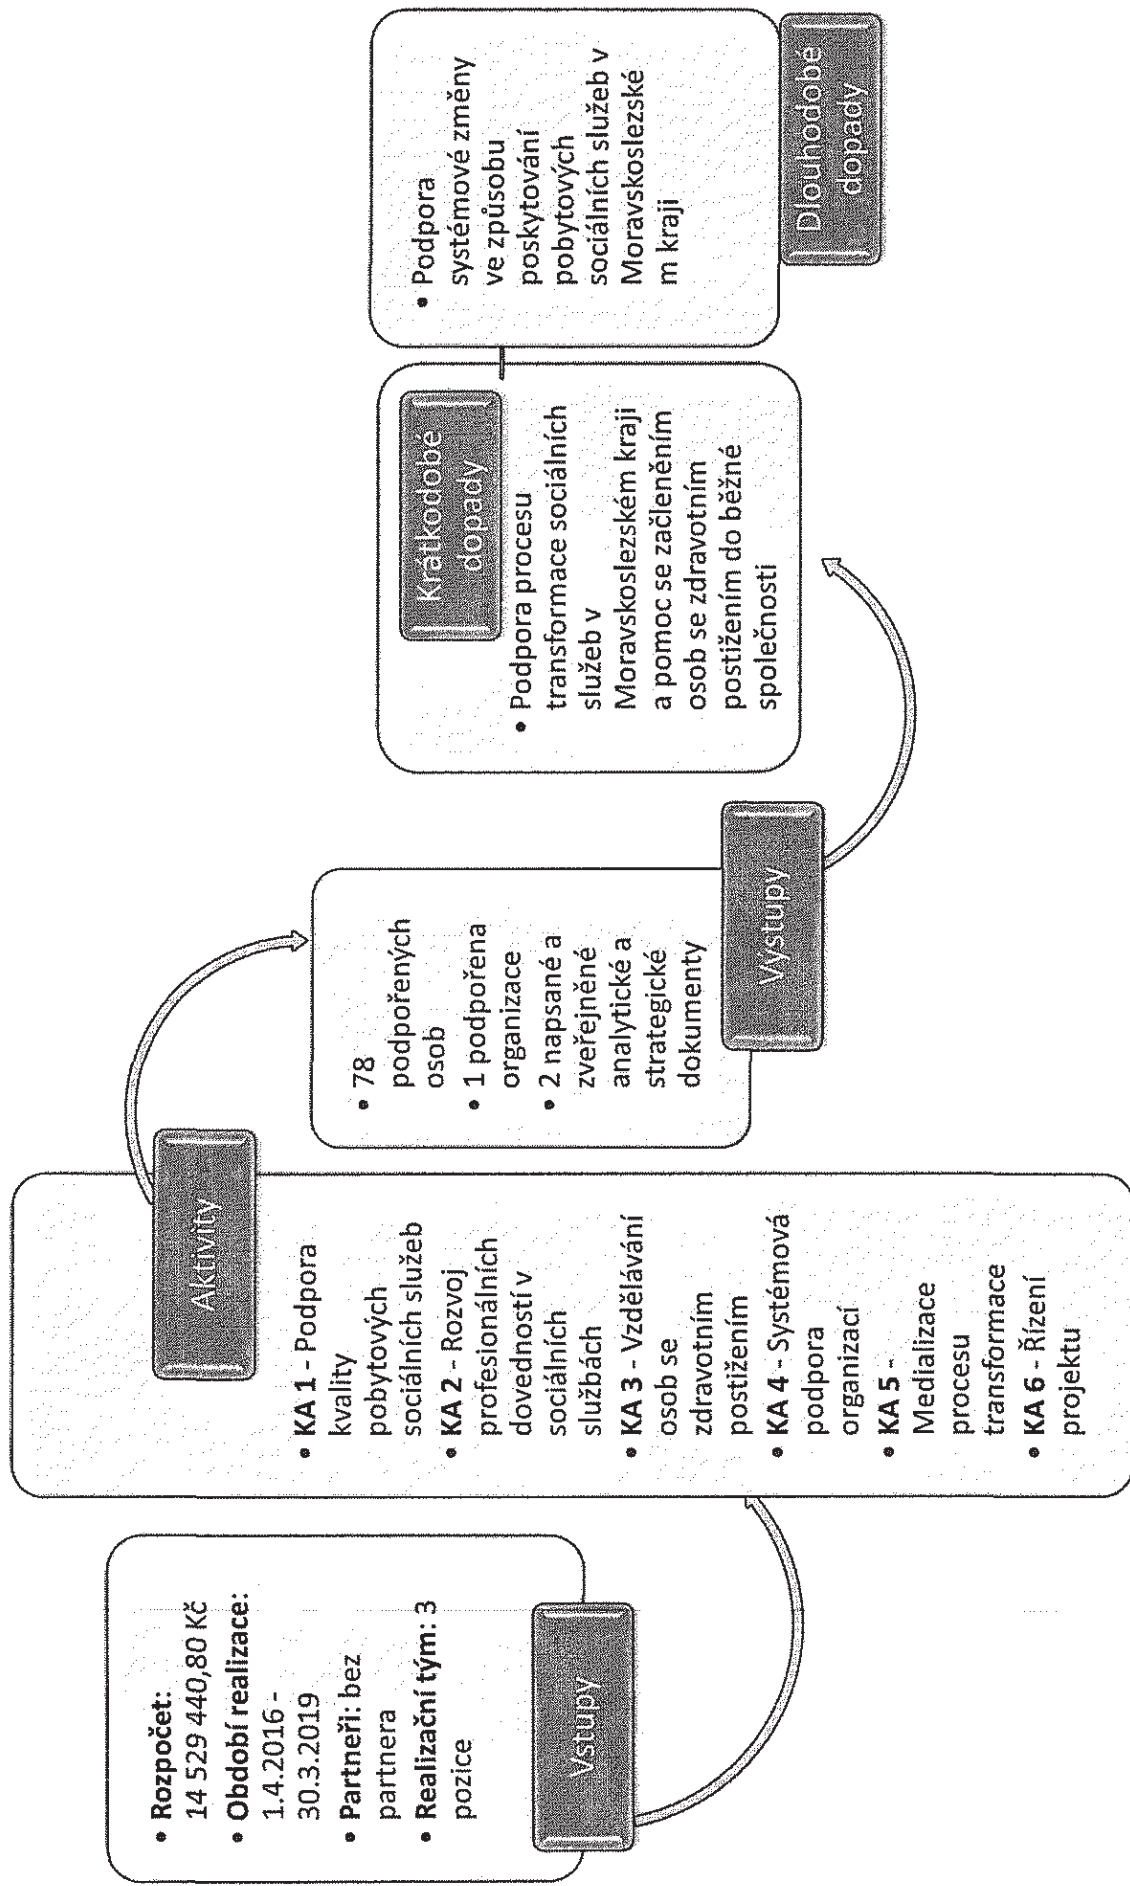 • Rozpočet:
14 529 440,80 Kč
• Období realizace:
1.4.2016 -
30.3.2019
• Partneři: bez
partnera
• Realizační tým: 3
pozice
Vstupy
Aktivity
• KA 1 - Podpora
kvality
pobytových
sociálních služeb
• KA 2 - Rozvoj
profesionálních
dovedností v
sociálních
službách
• KA 3 - Vzdělávání
osob se
zdravotním
postižením
• KA 4 - Systémová
podpora
organizací
• KA 5 -
Medializace
procesu
transformace
• KA 6 - Řízení
projektu
• 78
podpořených
osob
• 1 podpořena
organizace
• 2 napsané a
zveřejněné
analytické a
strategické
dokumenty
Výstupy
Krátkodobé
dopady
• Podpora procesu
transformace sociálních
služeb v
Moravskoslezském kraji
a pomoc se začleněním
osob se zdravotním
postižením do běžné
společnosti
• Podpora
systémové změny
ve způsobu
poskytování
pobytových
sociálních služeb v
Moravskoslezské
m kraji
Dlouhodobé
dopady